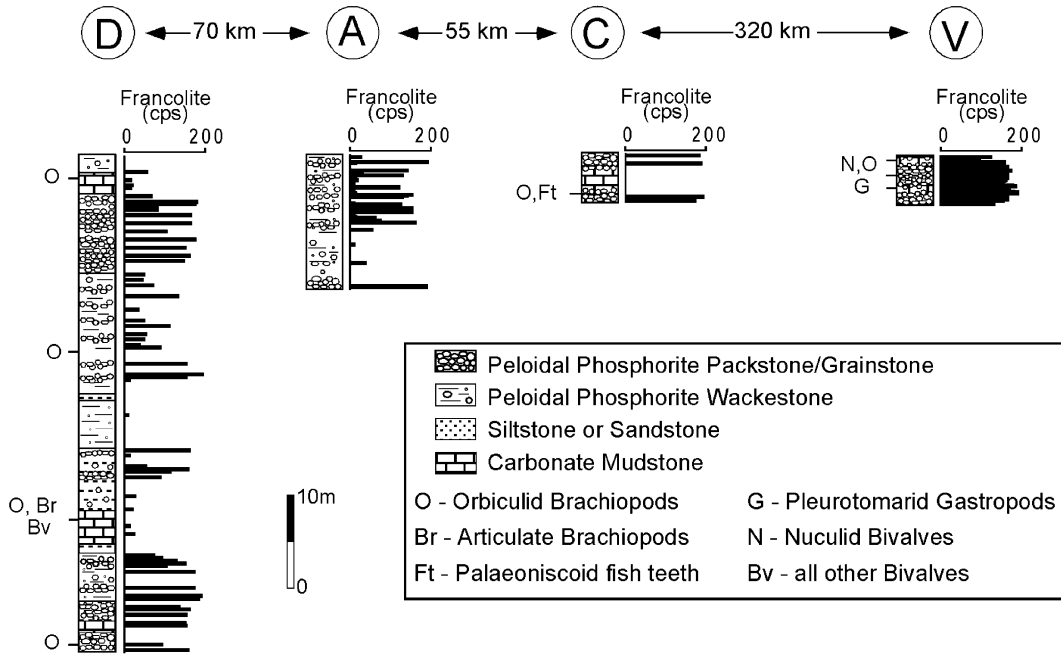 D 70 km A 55 km C 320 km V
Francolite (cps)
0 200
Francolite (cps)
0 200
Francolite (cps)
0 200
Francolite (cps)
0 200
O
O
O, Br
Bv
O
O,Ft
N,O
G
10m
0
Peloidal Phosphorite Packstone/Grainstone
Peloidal Phosphorite Wackestone
Siltstone or Sandstone
Carbonate Mudstone
O - Orbiculid Brachiopods
G - Pleurotomarid Gastropods
Br - Articulate Brachiopods
N - Nuculid Bivalves
Ft - Palaeoniscoid fish teeth
Bv - all other Bivalves